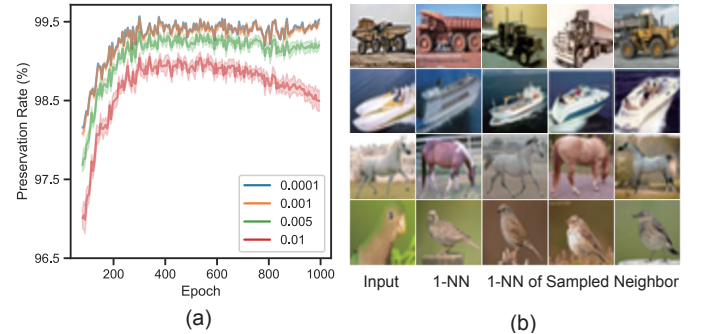 99.5
98.5
97.5
96.5
Preservation Rate (%)
0.0001
0.001
0.005
0.01
200 400 600 800 1000
Epoch
(a)
Input 1-NN 1-NN of Sampled Neighbor
(b)